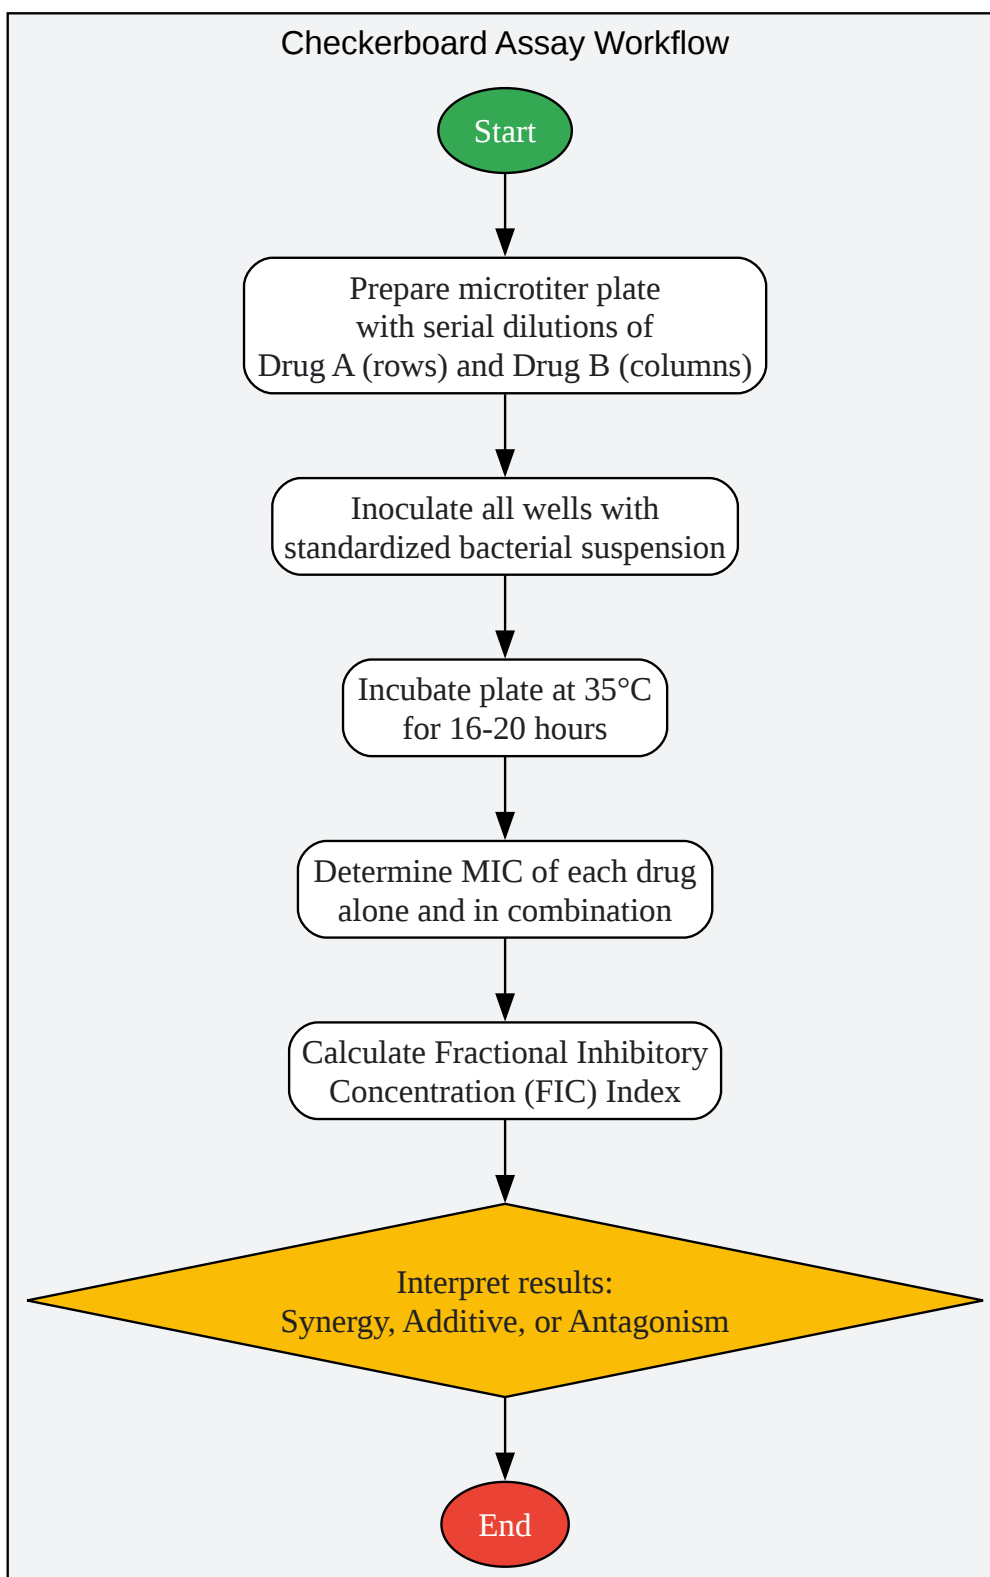 Checkerboard Assay Workflow
Start
Prepare microtiter plate
with serial dilutions of
Drug A (rows) and Drug B (columns)
Inoculate all wells with
standardized bacterial suspension
Incubate plate at 35°C
for 16-20 hours
Determine MIC of each drug
alone and in combination
Calculate Fractional Inhibitory
Concentration (FIC) Index
Interpret results:
Synergy, Additive, or Antagonism
End